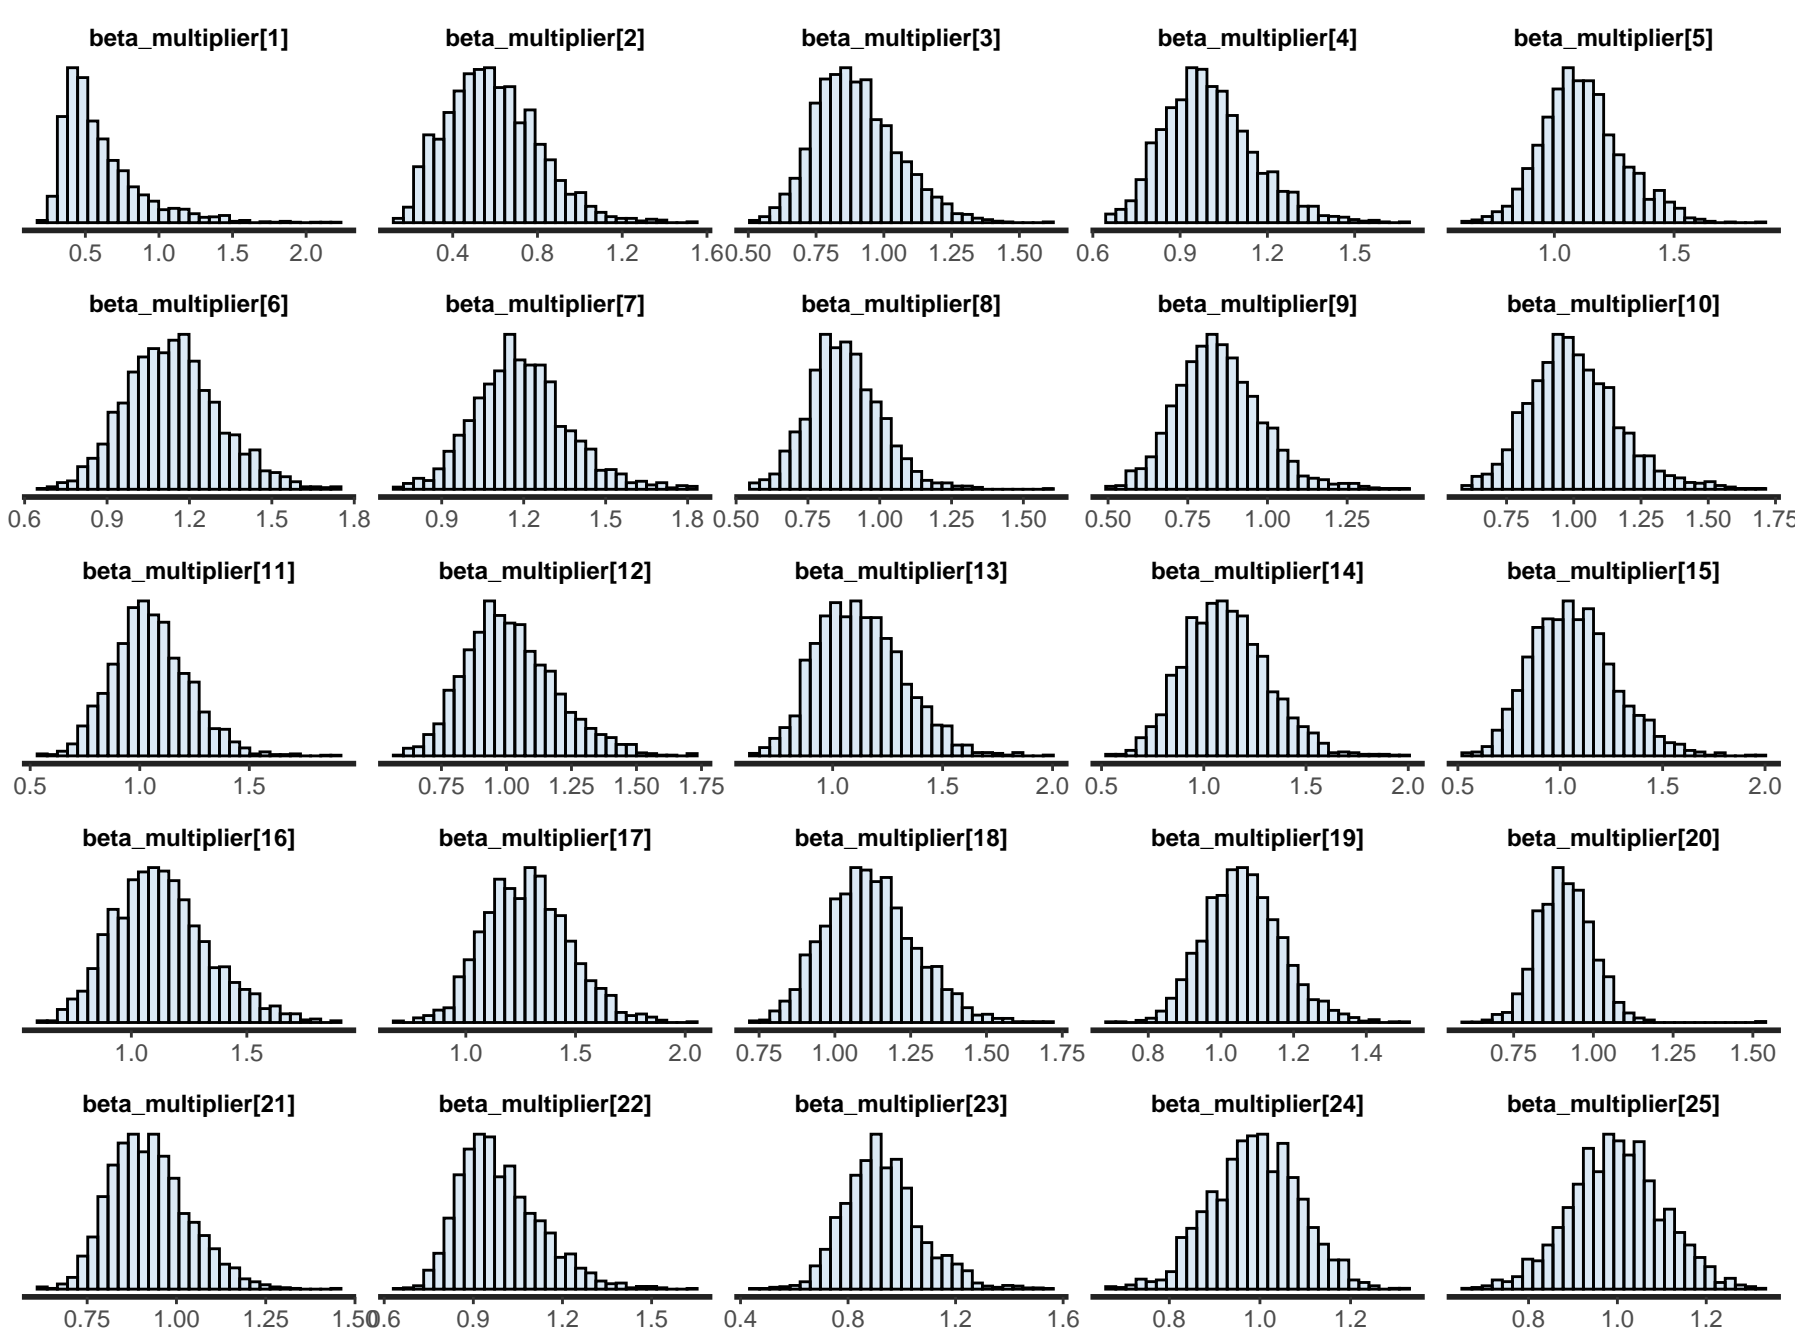 beta_multiplier[1] beta_multiplier[2] beta_multiplier[3] beta_multiplier[4] beta_multiplier[5]
0.5 1.0 1.5 2.0 0.4 0.8 1.2 1.6 0.50 0.75 1.00 1.25 1.50 0.6 0.9 1.2 1.5 1.0 1.5
beta_multiplier[6] beta_multiplier[7] beta_multiplier[8] beta_multiplier[9] beta_multiplier[10]
0.6 0.9 1.2 1.5 1.8 0.9 1.2 1.5 1.8 0.50 0.75 1.00 1.25 1.50 0.50 0.75 1.00 1.25 0.75 1.00 1.25 1.50 1.75
beta_multiplier[11] beta_multiplier[12] beta_multiplier[13] beta_multiplier[14] beta_multiplier[15]
0.5 1.0 1.5 0.75 1.00 1.25 1.50 1.75 1.0 1.5 2.0 0.5 1.0 1.5 2.0 0.5 1.0 1.5 2.0
beta_multiplier[16] beta_multiplier[17] beta_multiplier[18] beta_multiplier[19] beta_multiplier[20]
1.0 1.5 1.0 1.5 2.0 0.75 1.00 1.25 1.50 1.75 0.8 1.0 1.2 1.4 0.75 1.00 1.25 1.50
beta_multiplier[21] beta_multiplier[22] beta_multiplier[23] beta_multiplier[24] beta_multiplier[25]
0.75 1.00 1.25 1.50 0.6 0.9 1.2 1.5 0.4 0.8 1.2 1.6 0.8 1.0 1.2 0.8 1.0 1.2